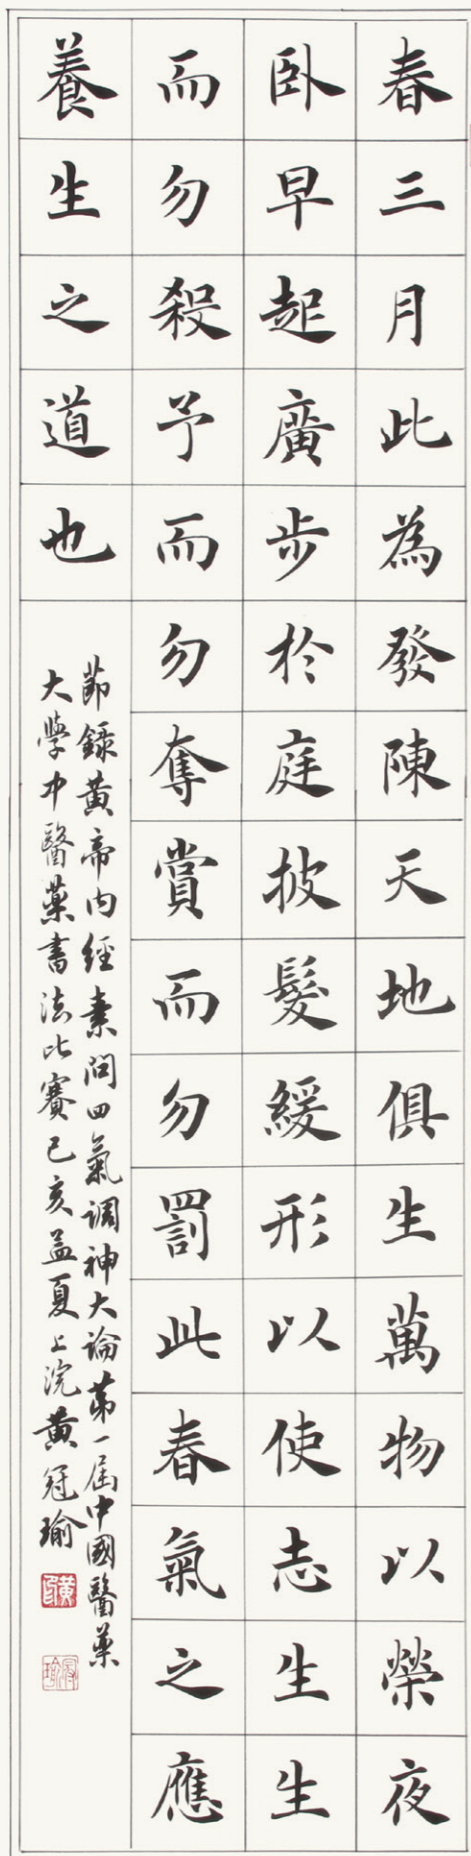 春三月此為發陳天地俱生萬物以榮夜
卧早起廣步於庭披髮緩形以使志生生
而勿殺予而勿奪賞而勿罰此春氣之應
養生之道也
節錄黃帝內經素問四氣调神大论第一届中國醫藥
大學中醫藥書法比賽己亥孟夏上浣黃冠瑜